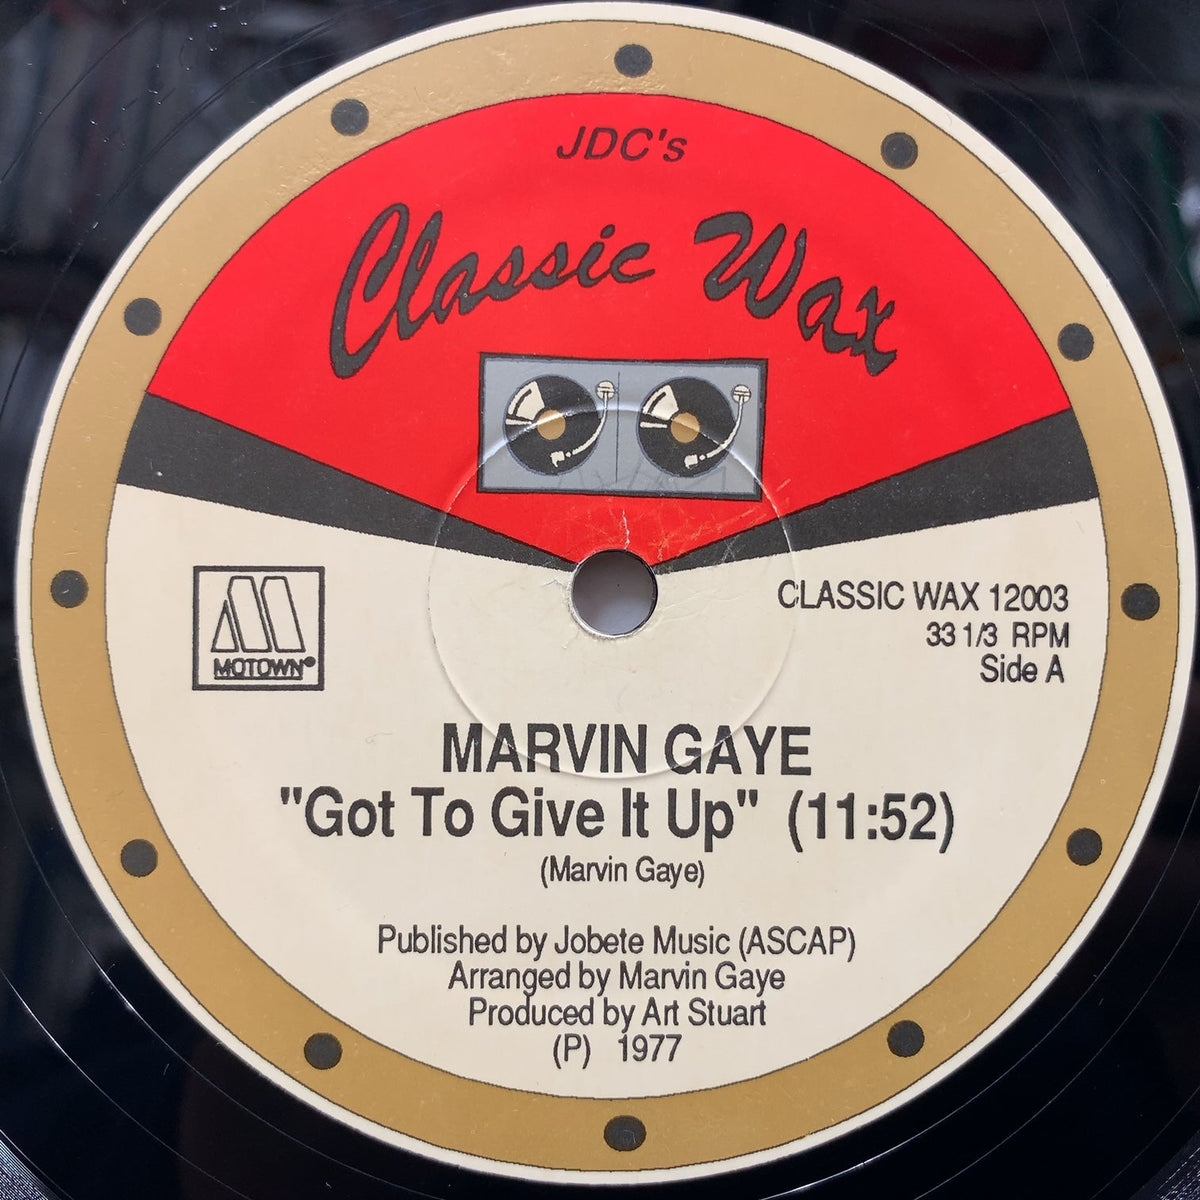 JDC's
Classic Wax
MOTOWN®
CLASSIC WAX 12003
33 1/3 RPM
Side A
MARVIN GAYE
"Got To Give It Up" (11:52)
(Marvin Gaye)
Published by Jobete Music (ASCAP)
Arranged by Marvin Gaye
Produced by Art Stuart
(P) 1977